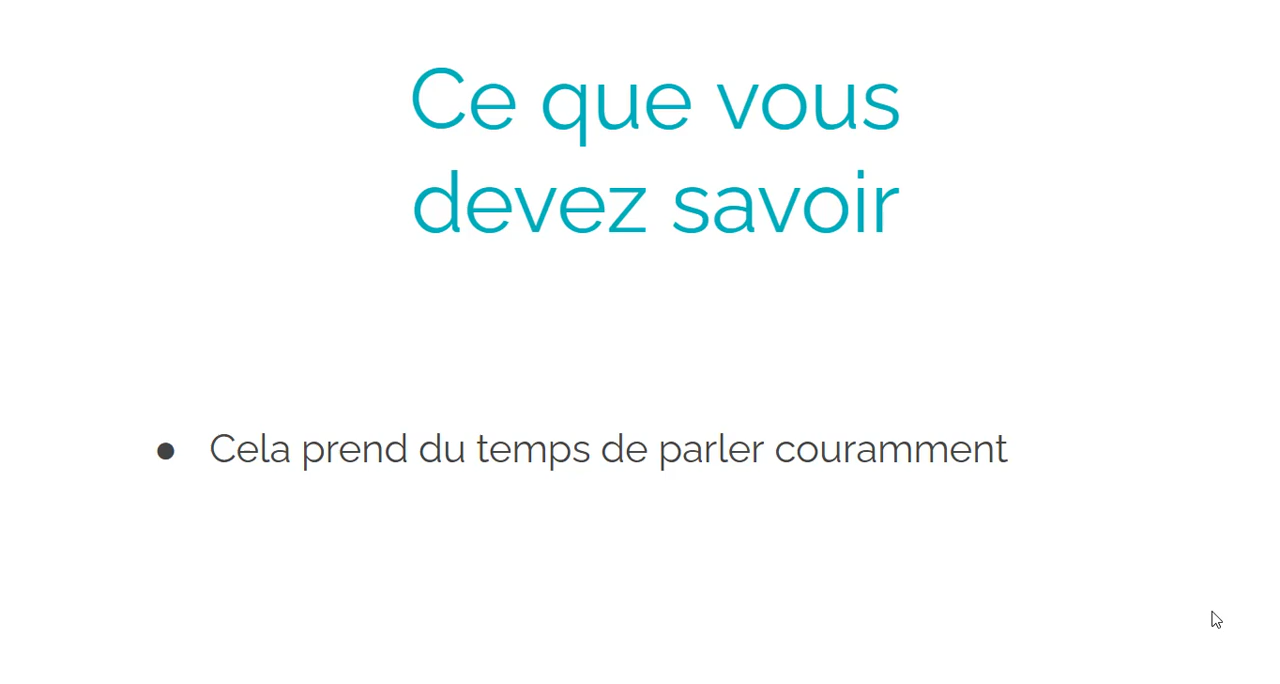 Ce que vous
devez savoir
● Cela prend du temps de parler couramment